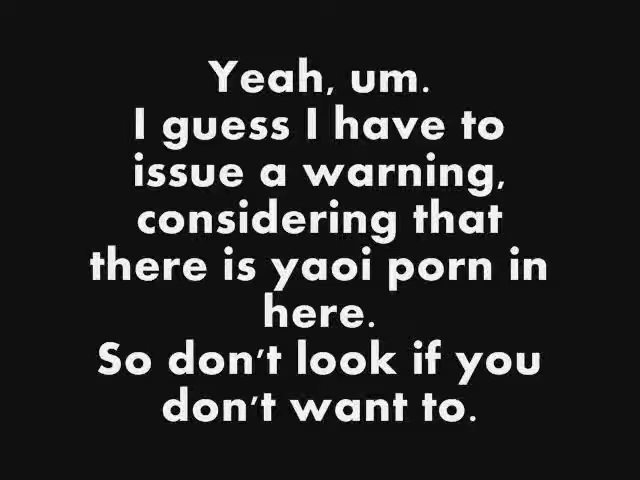 Yeah, um.
I guess I have to
issue a warning,
considering that
there is yaoi porn in
here.
So don't look if you
don't want to.